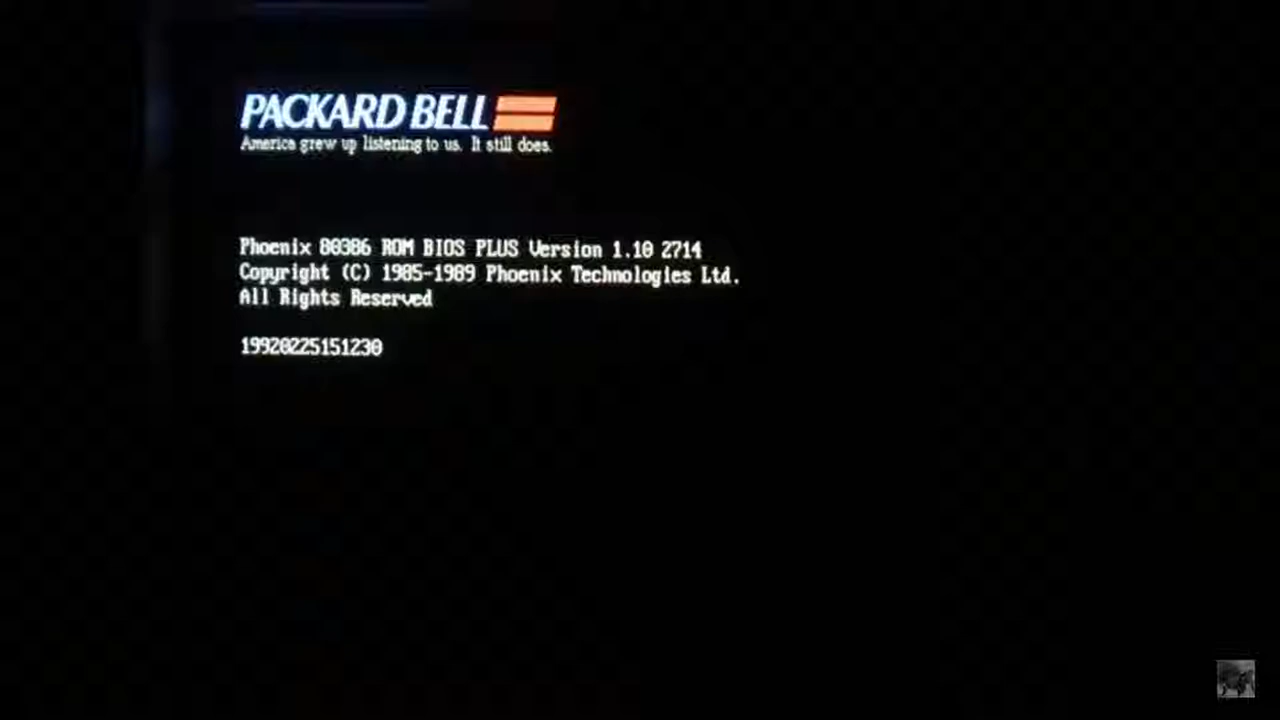 PACKARD BELL
America grew up listening to us. It still does.
Phoenix 80386 ROM BIOS PLUS Version 1.10 2714
Copyright (C) 1985-1989 Phoenix Technologies Ltd.
All Rights Reserved
19920225151230